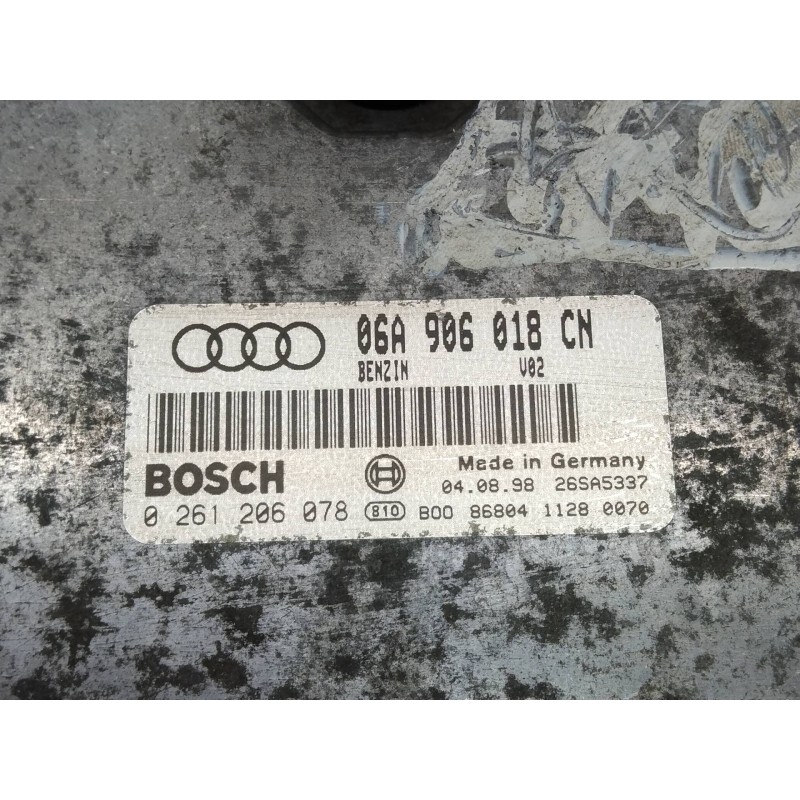 06A 906 018 CN
BENZIN V02
BOSCH
Made in Germany
04.08.98 26SA5337
0 261 206 078 810 B00 86804 1128 0070